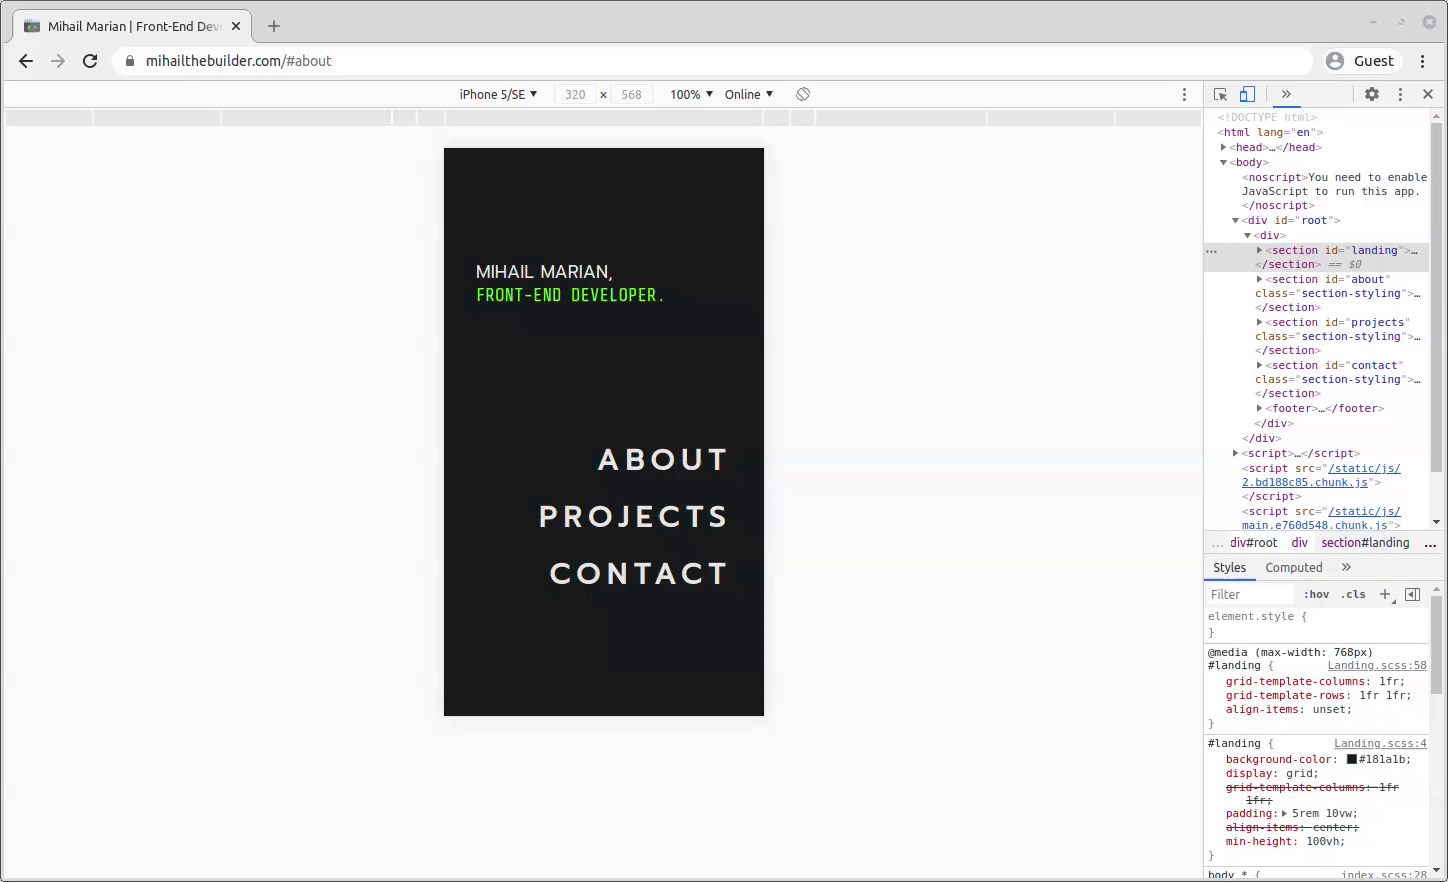 Mihail Marian | Front-End Deve
mihailthebuilder.com/#about
Guest
iPhone 5/SE
320 × 568
100%
Online
MIHAIL MARIAN,
FRONT-END DEVELOPER.
ABOUT
PROJECTS
CONTACT
<!DOCTYPE html>
<html lang="en">
<head>…</head>
<body>
<noscript>You need to enable
JavaScript to run this app.
</noscript>
<div id="root">
<div>
<section id="landing">…
</section> == $0
<section id="about"
class="section-styling">…
</section>
<section id="projects"
class="section-styling">…
</section>
<section id="contact"
class="section-styling">…
</section>
<footer>…</footer>
</div>
</div>
<script>…</script>
<script src="/static/js/
2.bd188c85.chunk.js">
</script>
<script src="/static/js/
main.e760d548.chunk.js">
… div#root div section#landing …
Styles Computed »
Filter :hov .cls +
element.style {
}
@media (max-width: 768px)
#landing { Landing.scss:58
grid-template-columns: 1fr;
grid-template-rows: 1fr 1fr;
align-items: unset;
}
#landing { Landing.scss:4
background-color: #181a1b;
display: grid;
grid-template-columns: 1fr
1fr;
padding: 5rem 10vw;
align-items: center;
min-height: 100vh;
}
body * { index.scss:28